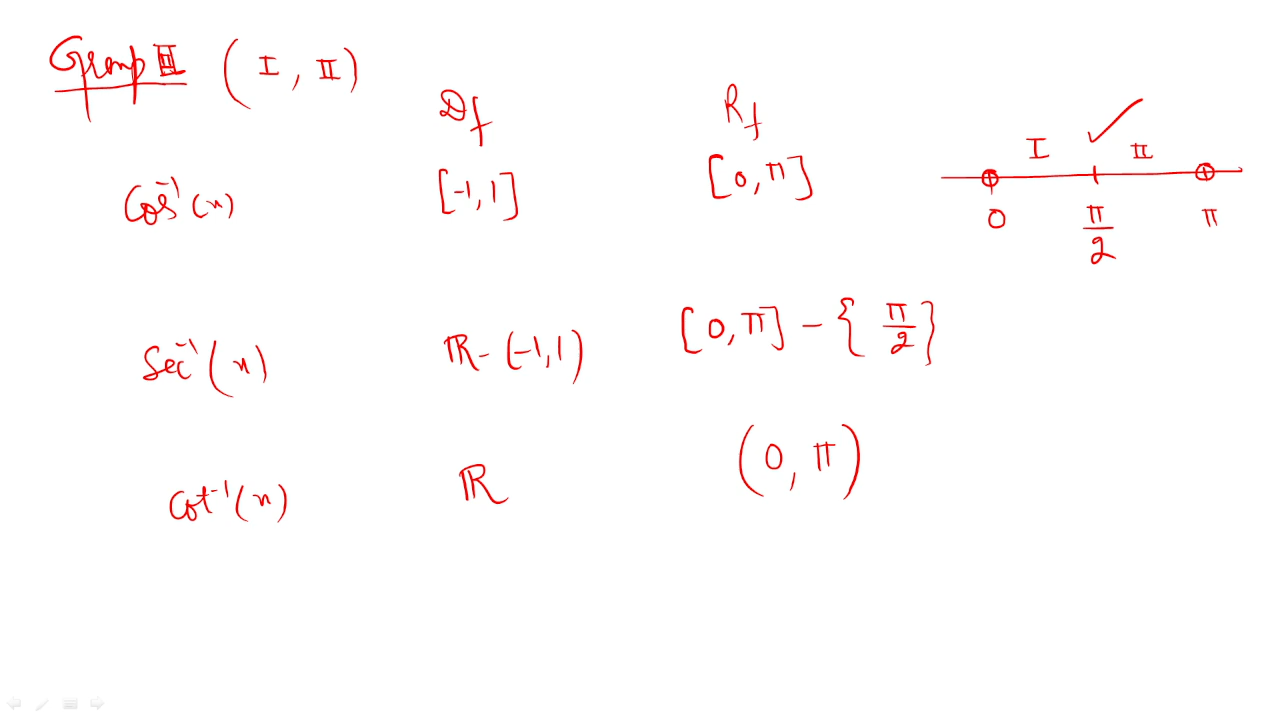 Group II (I, II)
Df Rf
Cos⁻¹(x) [-1,1] [0,π]
I II
0 π/2 π
Sec⁻¹(x) ℝ-(-1,1) [0,π] - {π/2}
Cot⁻¹(x) ℝ (0,π)